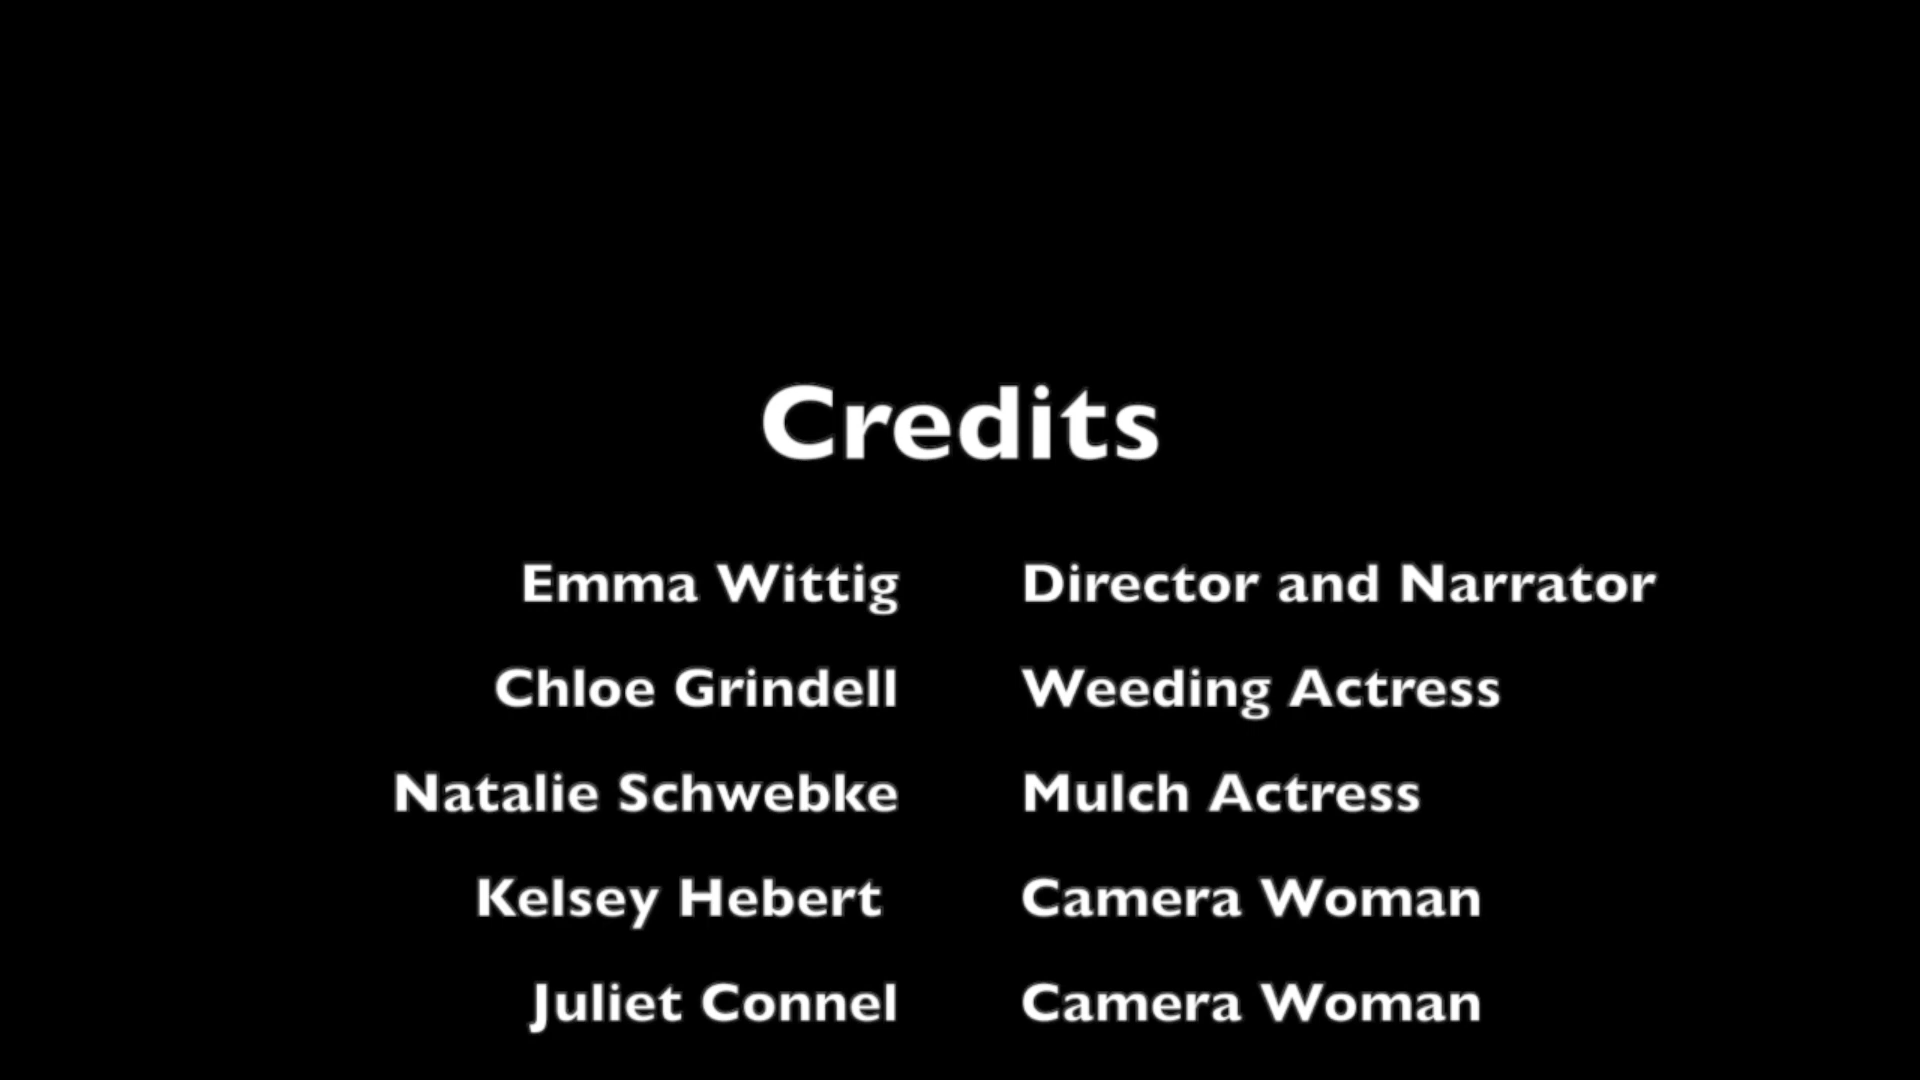 Credits
Emma Wittig Director and Narrator
Chloe Grindell Weeding Actress
Natalie Schwebke Mulch Actress
Kelsey Hebert Camera Woman
Juliet Connel Camera Woman